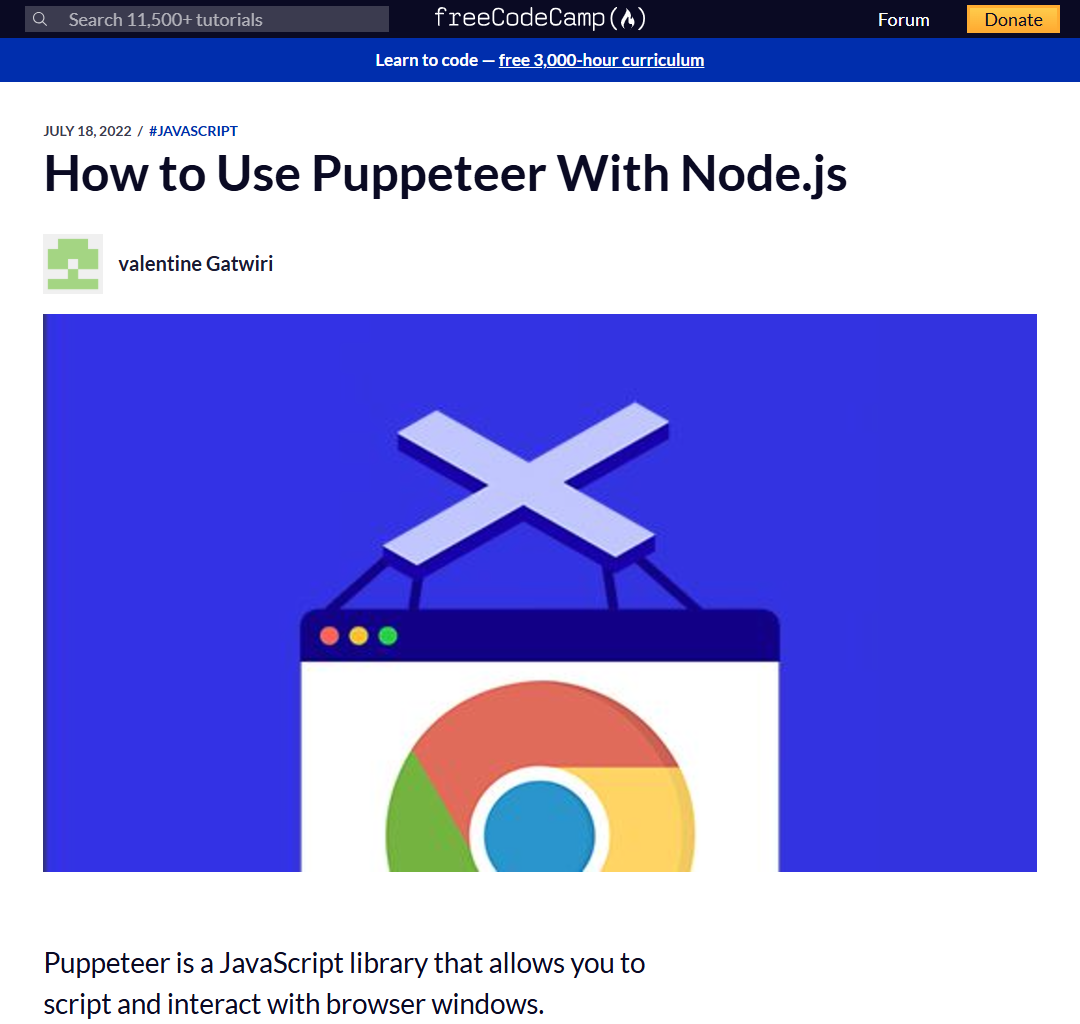 Search 11,500+ tutorials
freeCodeCamp(🔥)
Forum
Donate
Learn to code — free 3,000-hour curriculum
JULY 18, 2022 / #JAVASCRIPT
How to Use Puppeteer With Node.js
valentine Gatwiri
Puppeteer is a JavaScript library that allows you to
script and interact with browser windows.